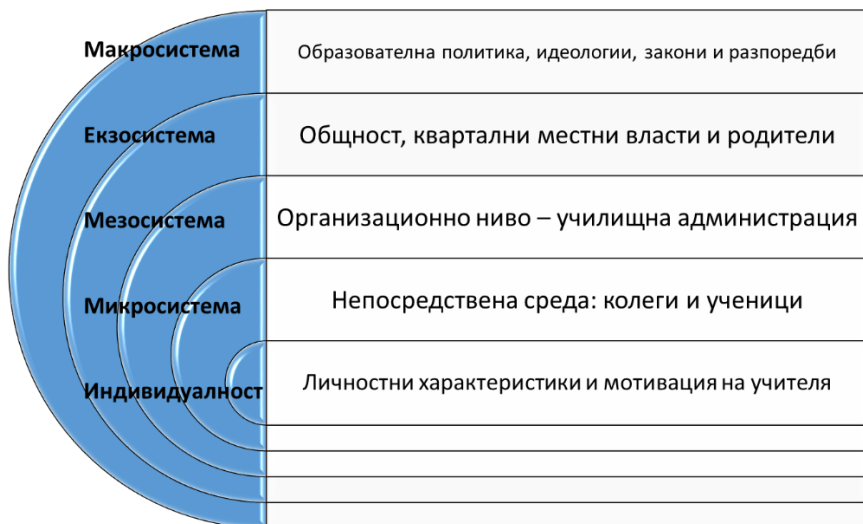 Макросистема
Образователна политика, идеологии, закони и разпоредби
Екзосистема
Общност, квартални местни власти и родители
Мезосистема
Организационно ниво – училищна администрация
Микросистема
Непосредствена среда: колеги и ученици
Индивидуалност
Личностни характеристики и мотивация на учителя